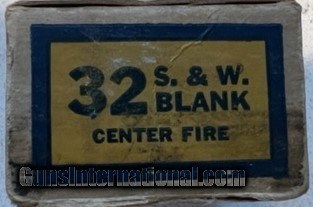 32 S. & W.
BLANK
CENTER FIRE
GunsInternational.com